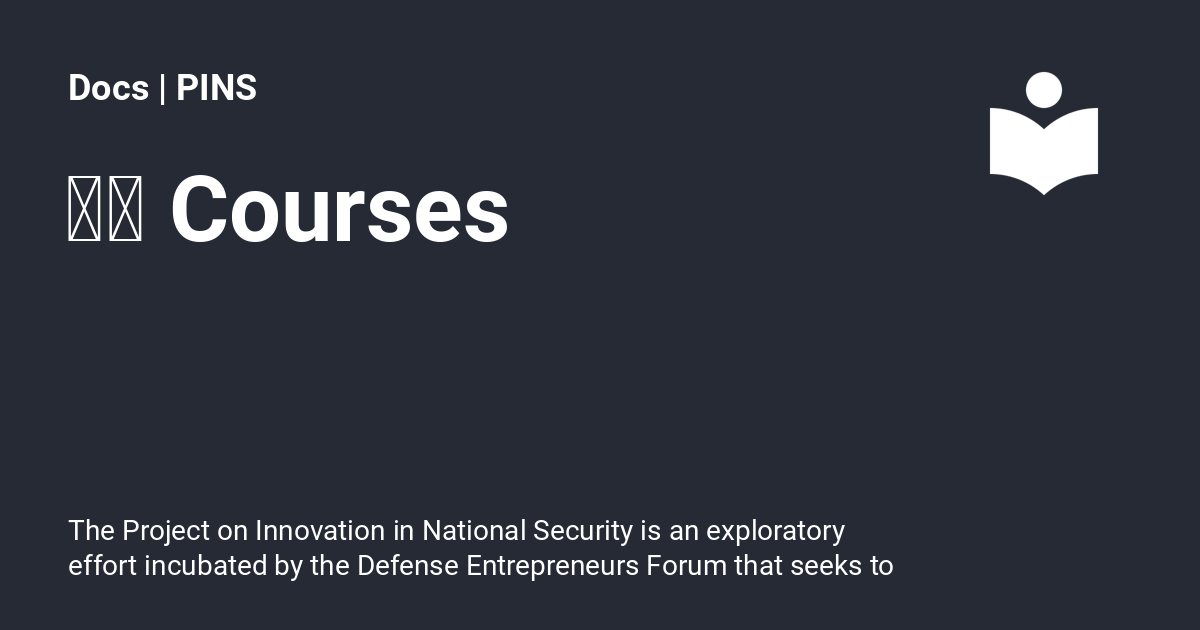 Docs | PINS
Courses
The Project on Innovation in National Security is an exploratory
effort incubated by the Defense Entrepreneurs Forum that seeks to